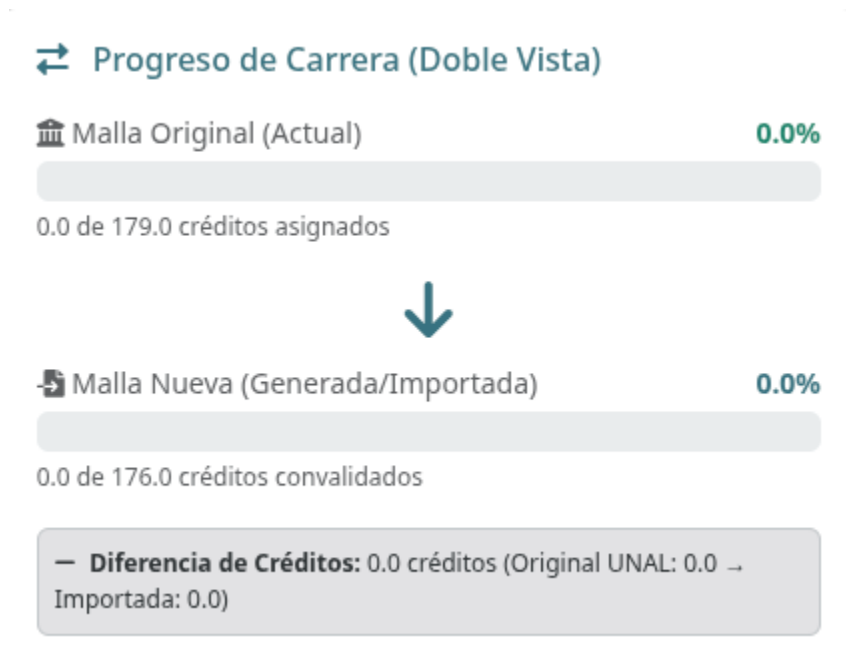 Progreso de Carrera (Doble Vista)
Malla Original (Actual) 0.0%
0.0 de 179.0 créditos asignados
Malla Nueva (Generada/Importada) 0.0%
0.0 de 176.0 créditos convalidados
— Diferencia de Créditos: 0.0 créditos (Original UNAL: 0.0 →
Importada: 0.0)